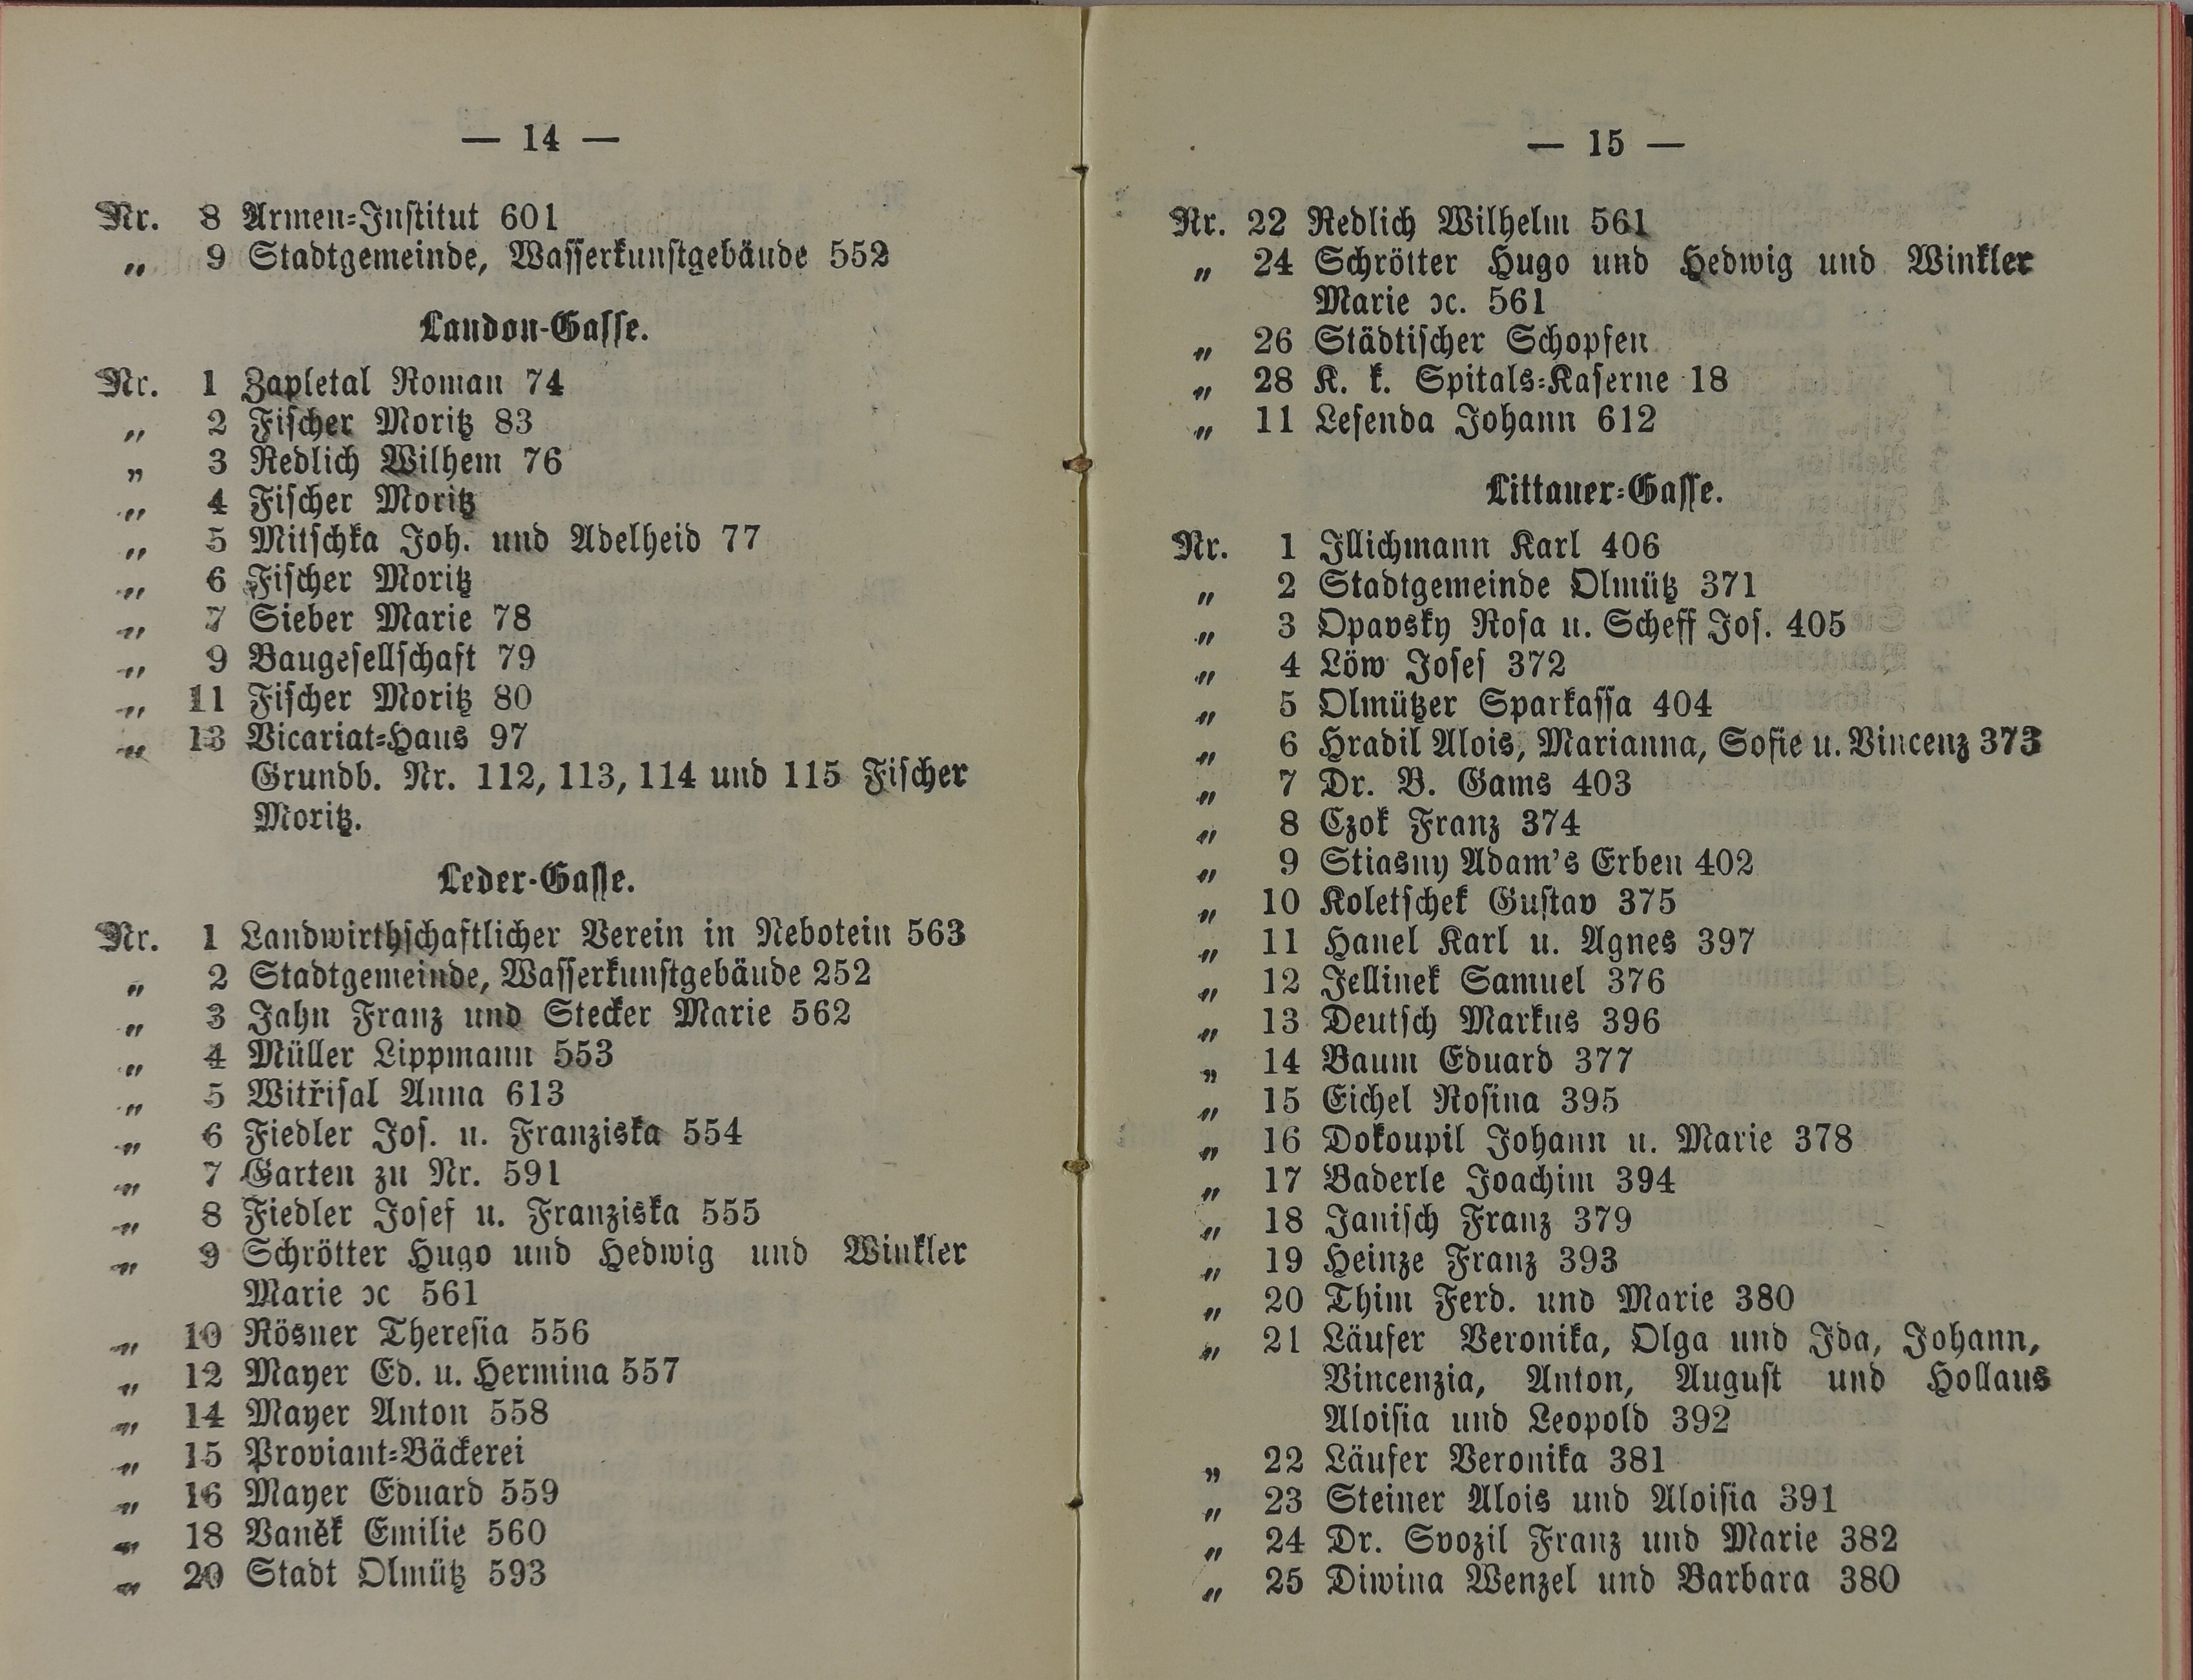 — 14 —
Nr. 8 Armen-Institut 601
„ 9 Stadtgemeinde, Wasserkunstgebäude 552
Laudon-Gasse.
Nr. 1 Zapletal Roman 74
„ 2 Fischer Moritz 83
„ 3 Redlich Wilhem 76
„ 4 Fischer Moritz
„ 5 Mitschka Joh. und Adelheid 77
„ 6 Fischer Moritz
„ 7 Sieber Marie 78
„ 9 Baugesellschaft 79
„ 11 Fischer Moritz 80
„ 13 Vicariat-Haus 97
Grundb. Nr. 112, 113, 114 und 115 Fischer
Moritz.
Leder-Gasse.
Nr. 1 Landwirthschaftlicher Verein in Nebotein 563
„ 2 Stadtgemeinde, Wasserkunstgebäude 252
„ 3 Jahn Franz und Stecker Marie 562
„ 4 Müller Lippmann 553
„ 5 Witřisal Anna 613
„ 6 Fiedler Jos. u. Franziska 554
„ 7 Garten zu Nr. 591
„ 8 Fiedler Josef u. Franziska 555
„ 9 Schrötter Hugo und Hedwig und Winkler
Marie ɔc 561
„ 10 Rösner Theresia 556
„ 12 Mayer Ed. u. Hermina 557
„ 14 Mayer Anton 558
„ 15 Proviant-Bäckerei
„ 16 Mayer Eduard 559
„ 18 Vaněk Emilie 560
„ 20 Stadt Olmütz 593
— 15 —
Nr. 22 Redlich Wilhelm 561
„ 24 Schrötter Hugo und Hedwig und Winkler
Marie ɔc. 561
„ 26 Städtischer Schopfen
„ 28 K. k. Spitals-Kaserne 18
„ 11 Lesenda Johann 612
Littauer-Gasse.
Nr. 1 Illichmann Karl 406
„ 2 Stadtgemeinde Olmütz 371
„ 3 Opavsky Rosa u. Scheff Jos. 405
„ 4 Löw Josef 372
„ 5 Olmützer Sparkassa 404
„ 6 Hradil Alois, Marianna, Sofie u. Vincenz 373
„ 7 Dr. B. Gams 403
„ 8 Czok Franz 374
„ 9 Stiasny Adam's Erben 402
„ 10 Koletschek Gustav 375
„ 11 Hanel Karl u. Agnes 397
„ 12 Jellinek Samuel 376
„ 13 Deutsch Markus 396
„ 14 Baum Eduard 377
„ 15 Eichel Rosina 395
„ 16 Dokoupil Johann u. Marie 378
„ 17 Baderle Joachim 394
„ 18 Janisch Franz 379
„ 19 Heinze Franz 393
„ 20 Thim Ferd. und Marie 380
„ 21 Läufer Veronika, Olga und Ida, Johann,
Vincenzia, Anton, August und Hollaus
Aloisia und Leopold 392
„ 22 Läufer Veronika 381
„ 23 Steiner Alois und Aloisia 391
„ 24 Dr. Svozil Franz und Marie 382
„ 25 Diwina Wenzel und Barbara 380